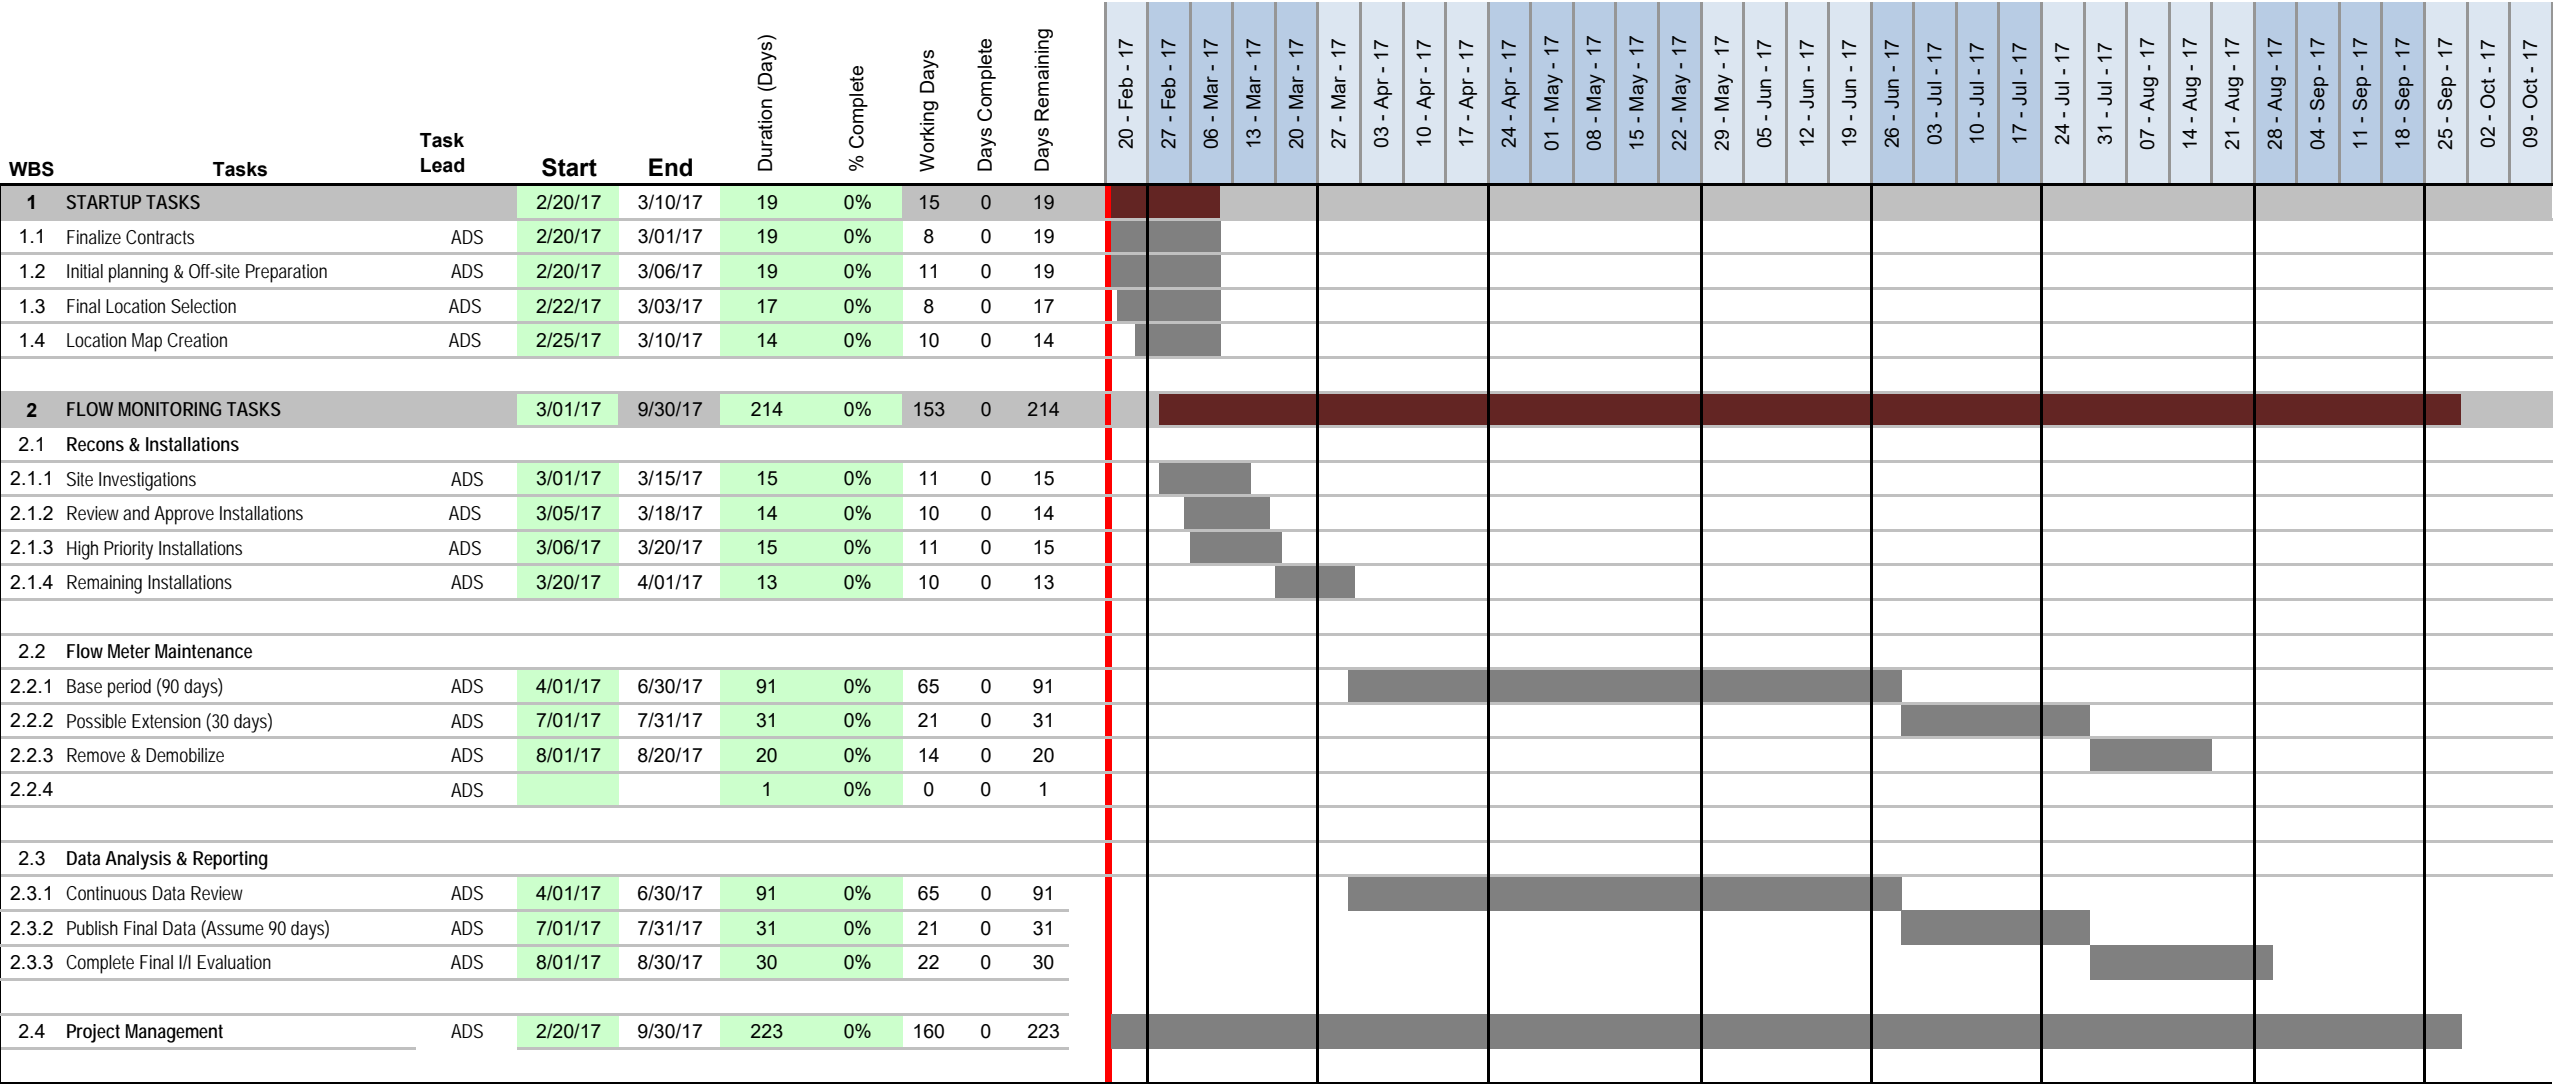 WBS Tasks Task Lead Start End Duration (Days) % Complete Working Days Days Complete Days Remaining 20 - Feb - 17 27 - Feb - 17 06 - Mar - 17 13 - Mar - 17 20 - Mar - 17 27 - Mar - 17 03 - Apr - 17 10 - Apr - 17 17 - Apr - 17 24 - Apr - 17 01 - May - 17 08 - May - 17 15 - May - 17 22 - May - 17 29 - May - 17 05 - Jun - 17 12 - Jun - 17 19 - Jun - 17 26 - Jun - 17 03 - Jul - 17 10 - Jul - 17 17 - Jul - 17 24 - Jul - 17 31 - Jul - 17 07 - Aug - 17 14 - Aug - 17 21 - Aug - 17 28 - Aug - 17 04 - Sep - 17 11 - Sep - 17 18 - Sep - 17 25 - Sep - 17 02 - Oct - 17 09 - Oct - 17
1 STARTUP TASKS 2/20/17 3/10/17 19 0% 15 0 19
1.1 Finalize Contracts ADS 2/20/17 3/01/17 19 0% 8 0 19
1.2 Initial planning & Off-site Preparation ADS 2/20/17 3/06/17 19 0% 11 0 19
1.3 Final Location Selection ADS 2/22/17 3/03/17 17 0% 8 0 17
1.4 Location Map Creation ADS 2/25/17 3/10/17 14 0% 10 0 14
2 FLOW MONITORING TASKS 3/01/17 9/30/17 214 0% 153 0 214
2.1 Recons & Installations
2.1.1 Site Investigations ADS 3/01/17 3/15/17 15 0% 11 0 15
2.1.2 Review and Approve Installations ADS 3/05/17 3/18/17 14 0% 10 0 14
2.1.3 High Priority Installations ADS 3/06/17 3/20/17 15 0% 11 0 15
2.1.4 Remaining Installations ADS 3/20/17 4/01/17 13 0% 10 0 13
2.2 Flow Meter Maintenance
2.2.1 Base period (90 days) ADS 4/01/17 6/30/17 91 0% 65 0 91
2.2.2 Possible Extension (30 days) ADS 7/01/17 7/31/17 31 0% 21 0 31
2.2.3 Remove & Demobilize ADS 8/01/17 8/20/17 20 0% 14 0 20
2.2.4 ADS 1 0% 0 0 1
2.3 Data Analysis & Reporting
2.3.1 Continuous Data Review ADS 4/01/17 6/30/17 91 0% 65 0 91
2.3.2 Publish Final Data (Assume 90 days) ADS 7/01/17 7/31/17 31 0% 21 0 31
2.3.3 Complete Final I/I Evaluation ADS 8/01/17 8/30/17 30 0% 22 0 30
2.4 Project Management ADS 2/20/17 9/30/17 223 0% 160 0 223